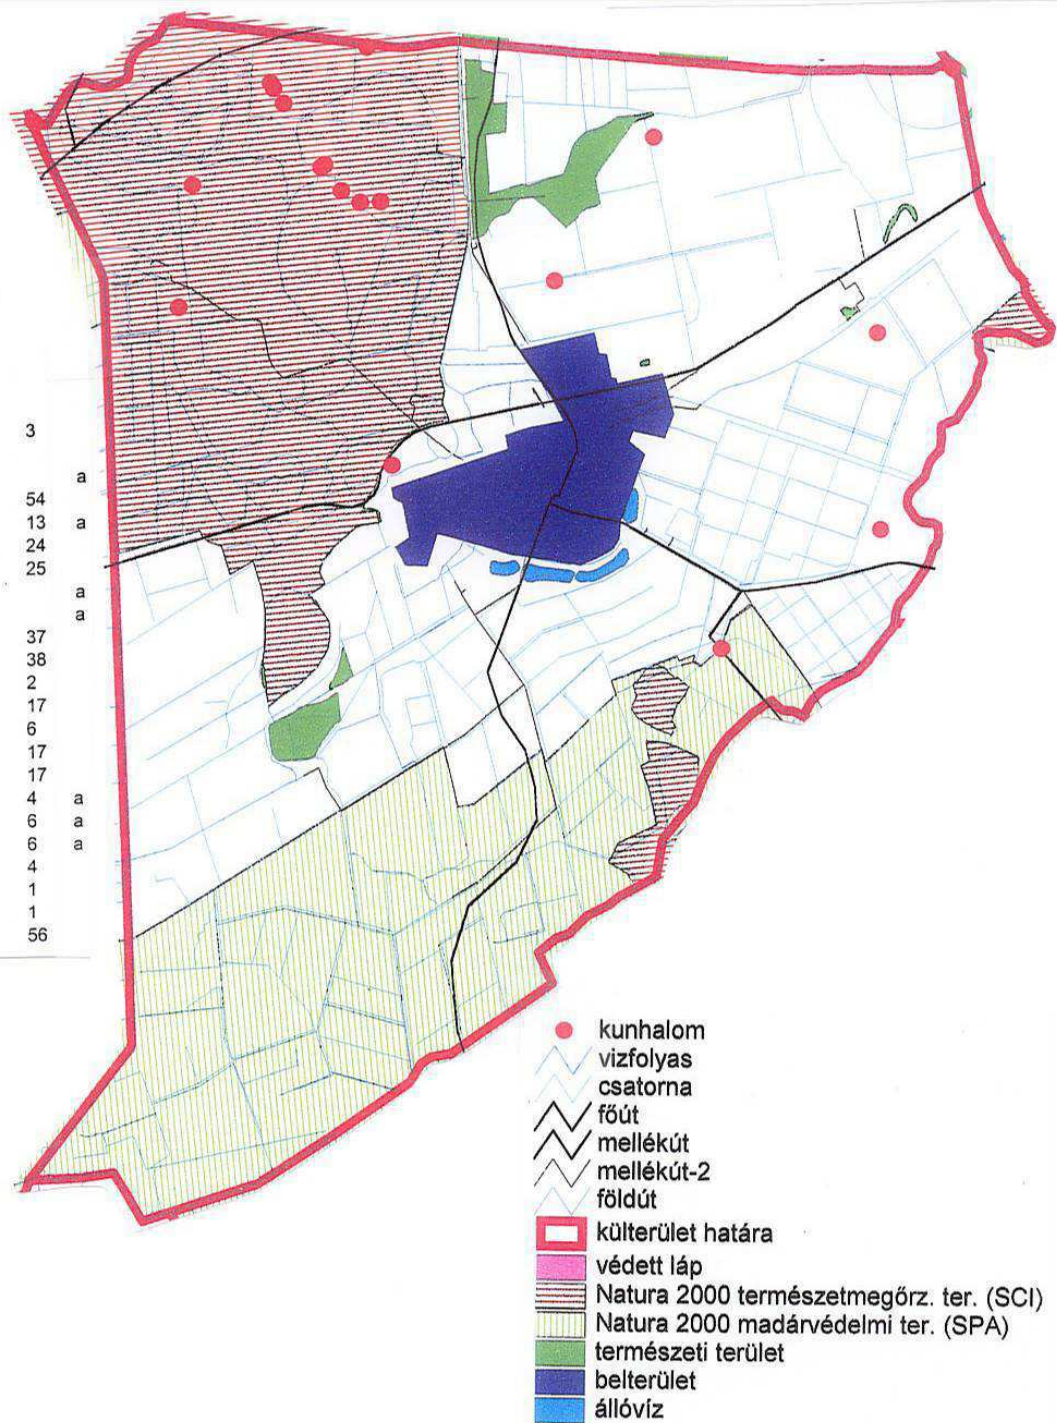 3
a
54
13 a
24
25
a
a
37
38
2
17
6
17
17
4 a
6 a
6 a
4
1
1
56
kunhalom
vizfolyas
csatorna
főút
mellékút
mellékút-2
földút
külterület határa
védett láp
Natura 2000 természetmegőrz. ter. (SCI)
Natura 2000 madárvédelmi ter. (SPA)
természeti terület
belterület
állóvíz